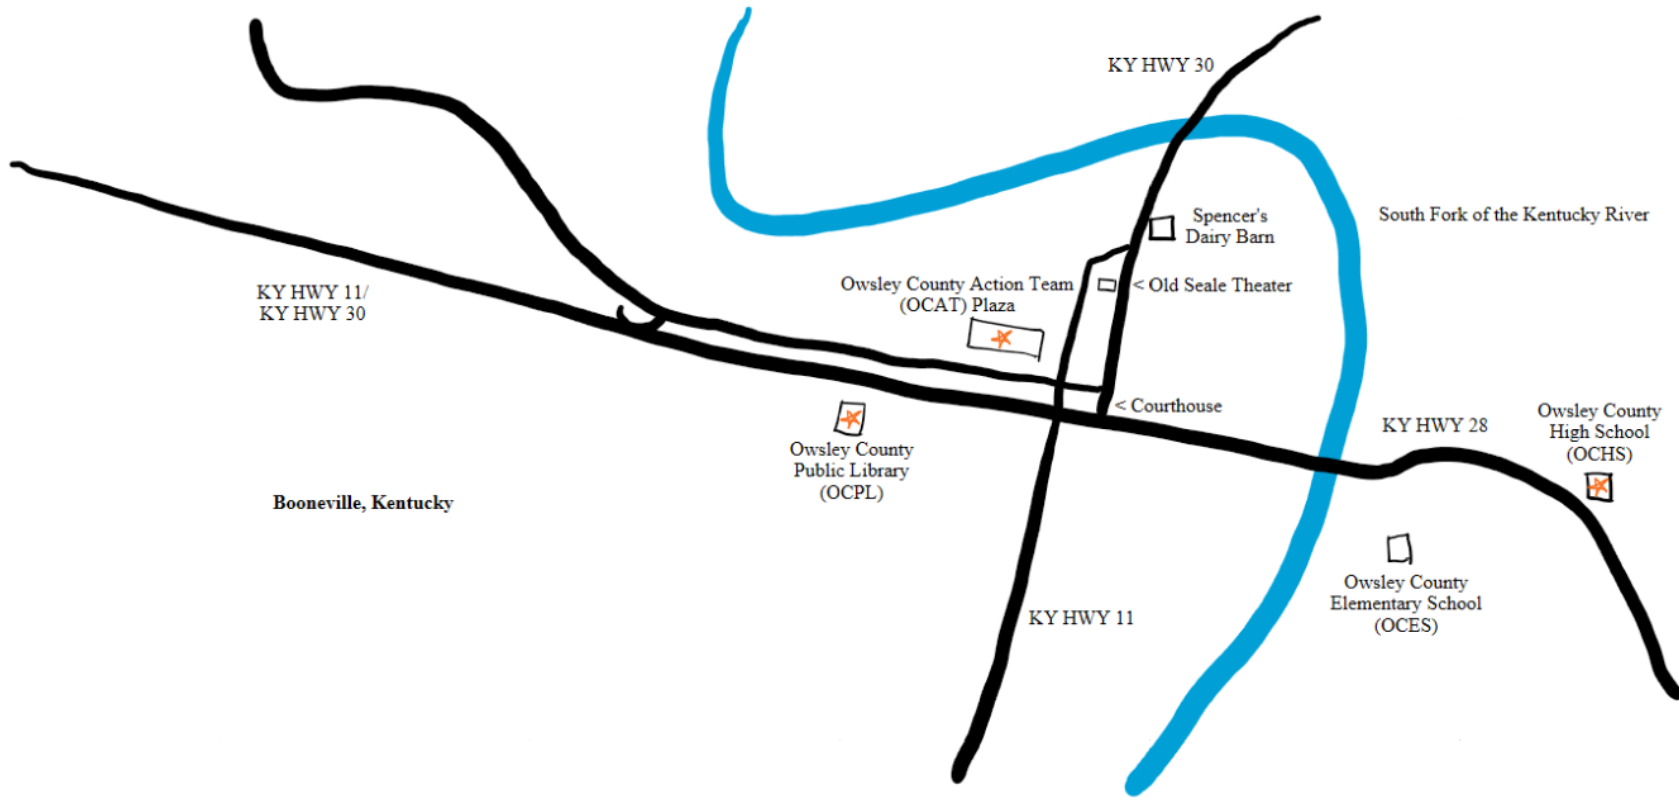 KY HWY 30
Spencer's
Dairy Barn
South Fork of the Kentucky River
Owsley County Action Team
(OCAT) Plaza
< Old Seale Theater
KY HWY 11/
KY HWY 30
< Courthouse
Owsley County
High School
(OCHS)
KY HWY 28
Owsley County
Public Library
(OCPL)
Booneville, Kentucky
Owsley County
Elementary School
(OCES)
KY HWY 11